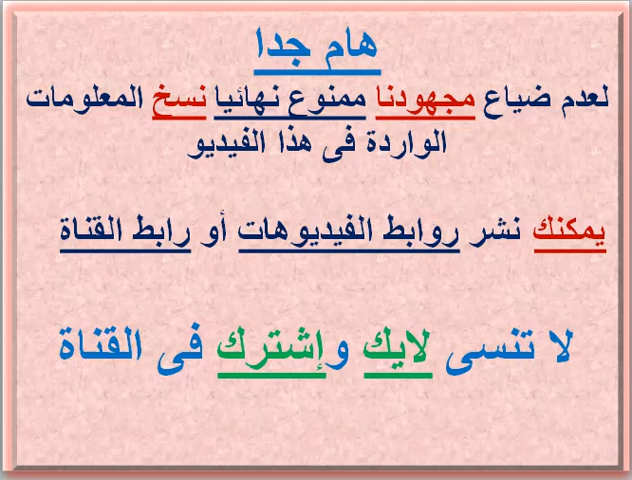 هام جدا
لعدم ضياع مجهودنا ممنوع نهائيا نسخ المعلومات
الواردة فى هذا الفيديو
يمكنك نشر روابط الفيديوهات أو رابط القناة
لا تنسى لايك وإشترك فى القناة